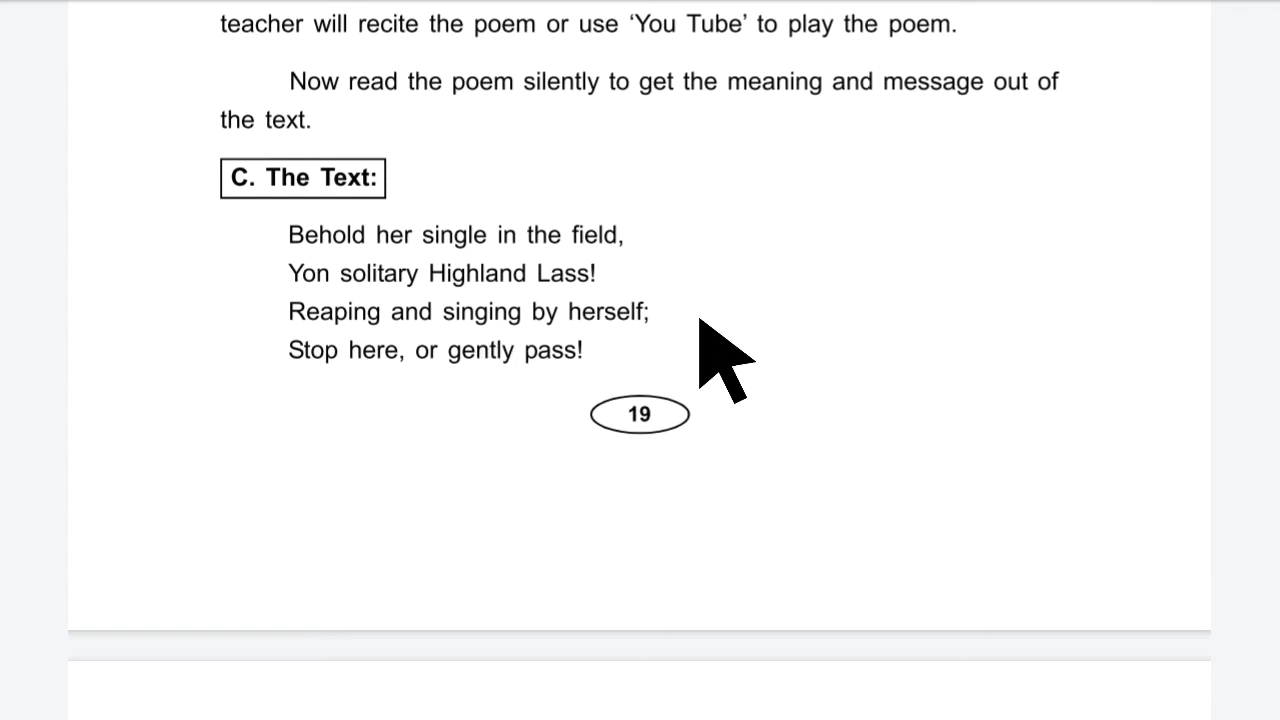 teacher will recite the poem or use ‘You Tube’ to play the poem.
Now read the poem silently to get the meaning and message out of
the text.
C. The Text:
Behold her single in the field,
Yon solitary Highland Lass!
Reaping and singing by herself;
Stop here, or gently pass!
19